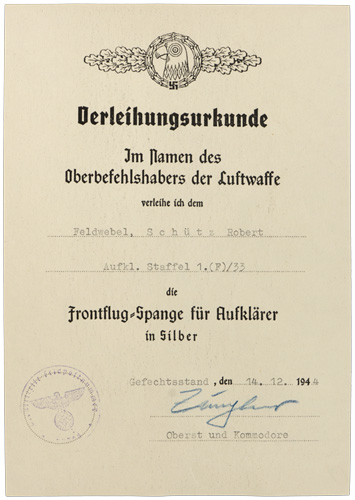 Verleihungsurkunde
Im Namen des
Oberbefehlshabers der Luftwaffe
verleihe ich dem
Feldwebel, S c h ü t z Robert
Aufkl. Staffel 1.(F)/33
die
Frontflug-Spange für Aufklärer
in Silber
Gefechtsstand, den 14.12. 1944
Oberst und Kommodore